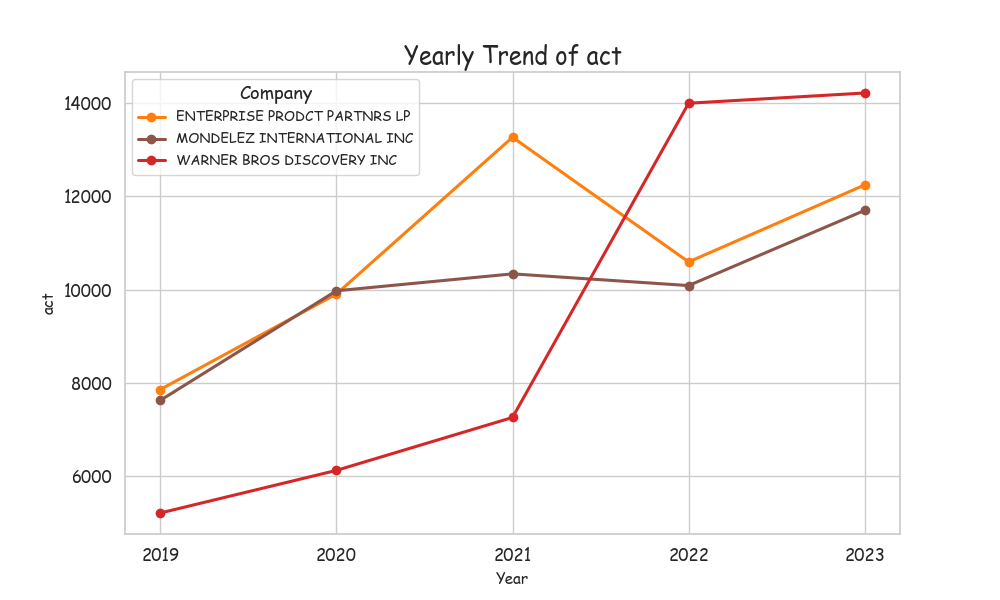 Yearly Trend of act
Company
ENTERPRISE PRODCT PARTNRS LP
MONDELEZ INTERNATIONAL INC
WARNER BROS DISCOVERY INC
14000
12000
10000
8000
6000
act
2019 2020 2021 2022 2023
Year